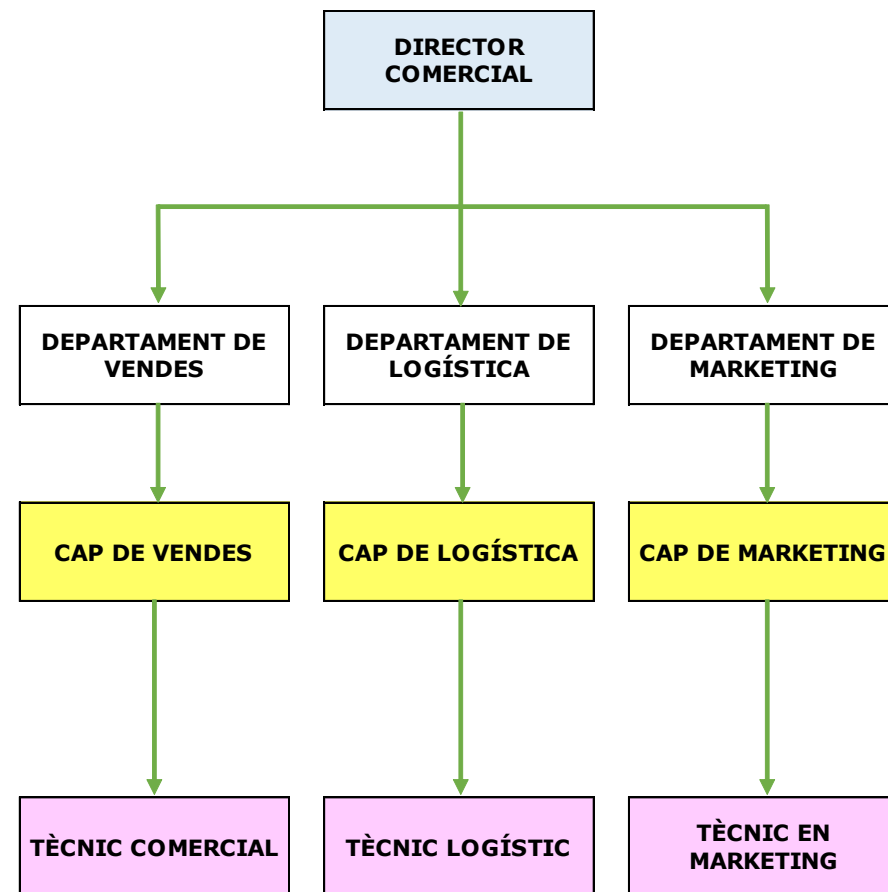 DIRECTOR
COMERCIAL
DEPARTAMENT DE
VENDES
DEPARTAMENT DE
LOGÍSTICA
DEPARTAMENT DE
MARKETING
CAP DE VENDES
CAP DE LOGÍSTICA
CAP DE MARKETING
TÈCNIC COMERCIAL
TÈCNIC LOGÍSTIC
TÈCNIC EN
MARKETING